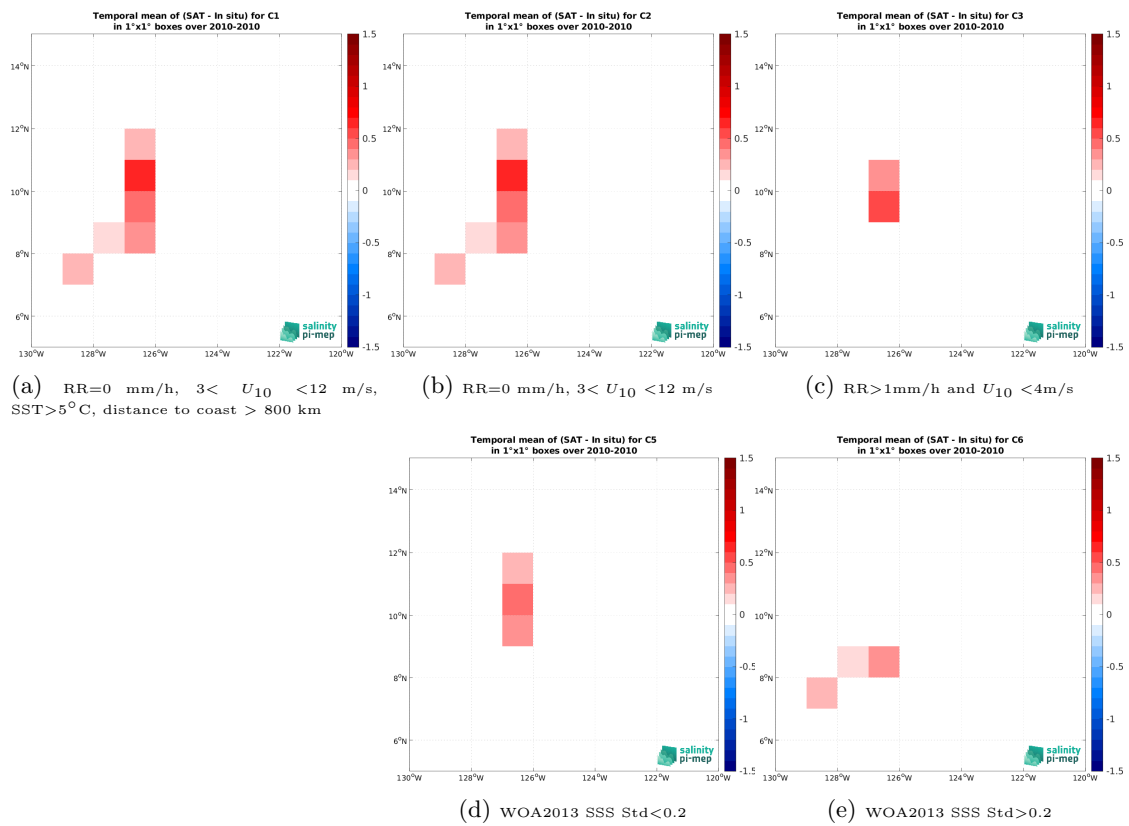 Temporal mean of (SAT - In situ) for C1
in 1°x1° boxes over 2010-2010
14°N
12°N
10°N
8°N
6°N
130°W 128°W 126°W 124°W 122°W 120°W
1.5
1
0.5
0
-0.5
-1
-1.5
salinity
pi-mep
(a) RR=0 mm/h, 3< U10 <12 m/s,
SST>5°C, distance to coast > 800 km
Temporal mean of (SAT - In situ) for C2
in 1°x1° boxes over 2010-2010
14°N
12°N
10°N
8°N
6°N
130°W 128°W 126°W 124°W 122°W 120°W
1.5
1
0.5
0
-0.5
-1
-1.5
salinity
pi-mep
(b) RR=0 mm/h, 3< U10 <12 m/s
Temporal mean of (SAT - In situ) for C3
in 1°x1° boxes over 2010-2010
14°N
12°N
10°N
8°N
6°N
130°W 128°W 126°W 124°W 122°W 120°W
1.5
1
0.5
0
-0.5
-1
-1.5
salinity
pi-mep
(c) RR>1mm/h and U10 <4m/s
Temporal mean of (SAT - In situ) for C5
in 1°x1° boxes over 2010-2010
14°N
12°N
10°N
8°N
6°N
130°W 128°W 126°W 124°W 122°W 120°W
1.5
1
0.5
0
-0.5
-1
-1.5
salinity
pi-mep
(d) WOA2013 SSS Std<0.2
Temporal mean of (SAT - In situ) for C6
in 1°x1° boxes over 2010-2010
14°N
12°N
10°N
8°N
6°N
130°W 128°W 126°W 124°W 122°W 120°W
1.5
1
0.5
0
-0.5
-1
-1.5
salinity
pi-mep
(e) WOA2013 SSS Std>0.2